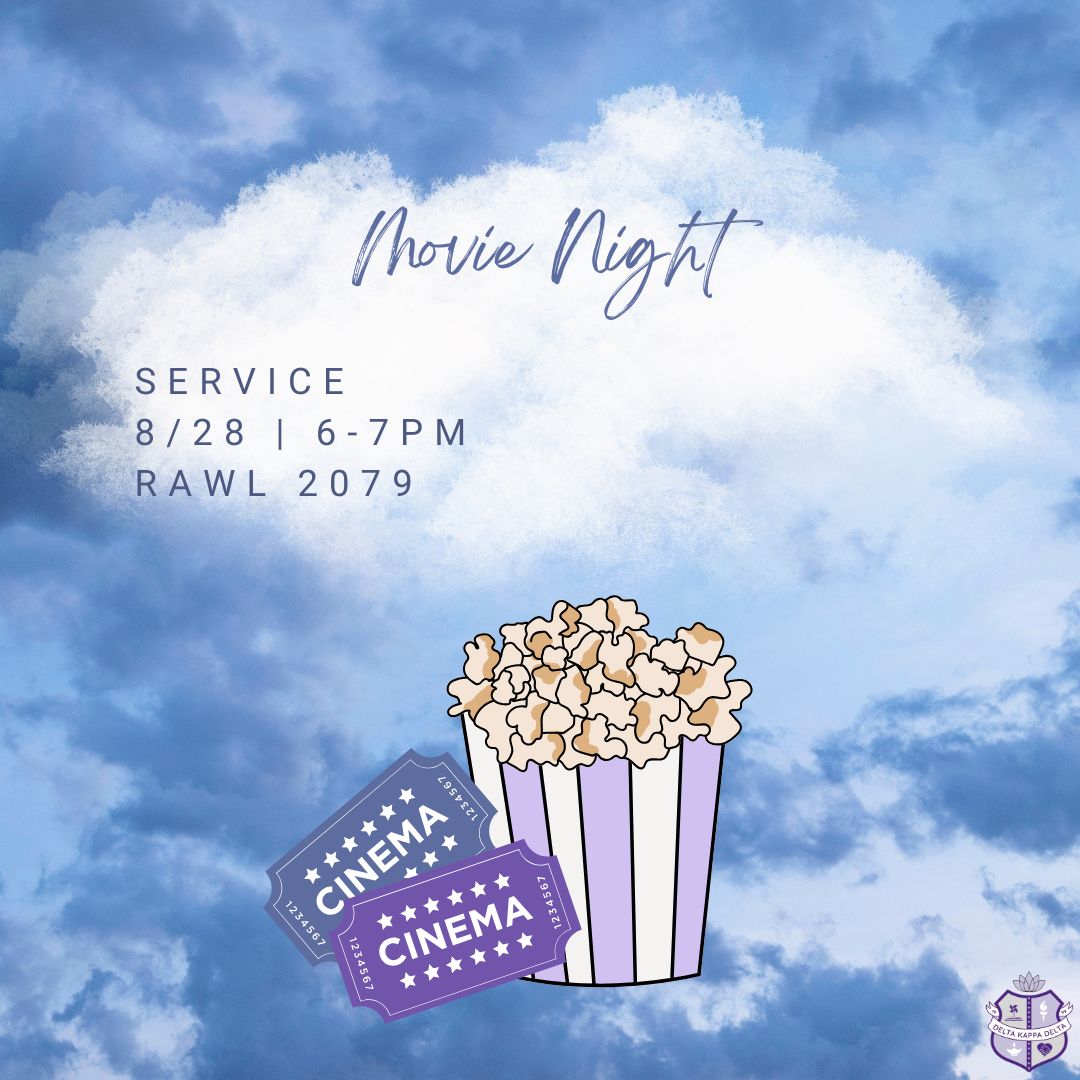 Movie Night
SERVICE
8/28 | 6-7PM
RAWL 2079
CINEMA
1234567
1234567
CINEMA
1234567
1234567
DELTA KAPPA DELTA